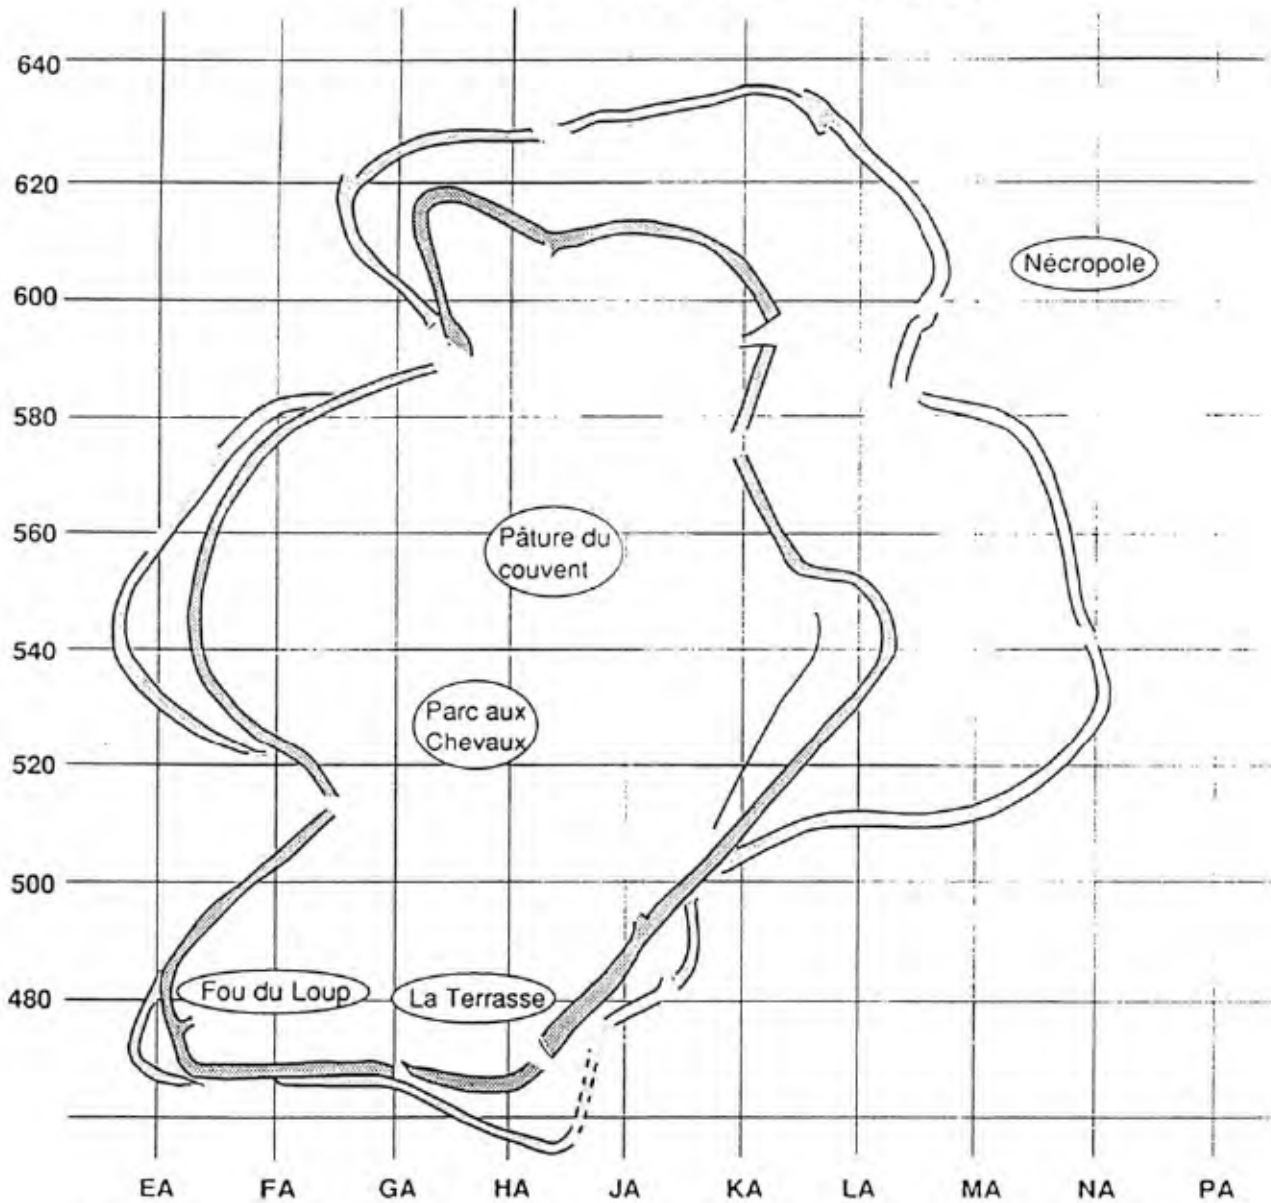 640
620
Nécropole
600
580
560
Pâture du
couvent
540
Parc aux
Chevaux
520
500
480
Fou du Loup
La Terrasse
EA FA GA HA JA KA LA MA NA PA